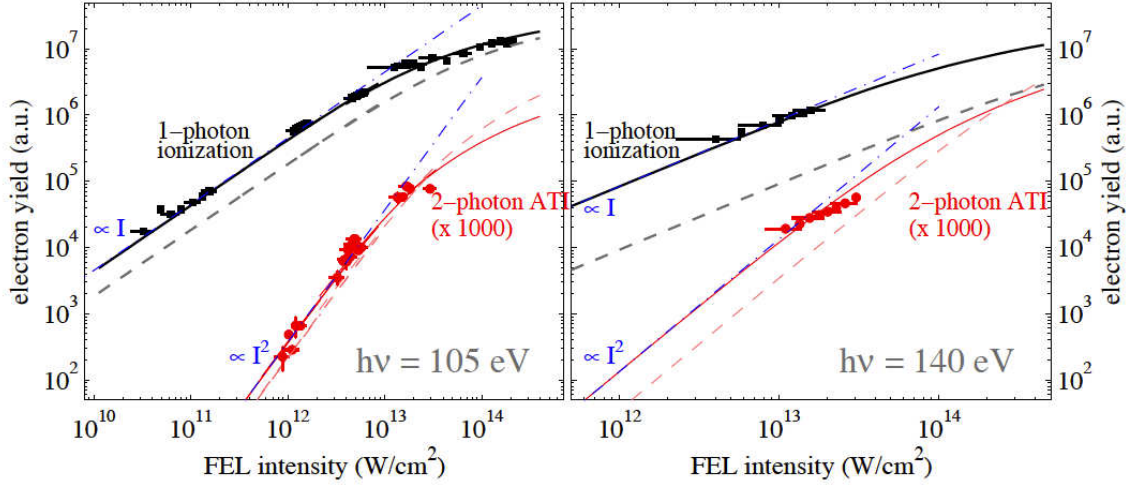 electron yield (a.u.)
10⁷
10⁶
10⁵
10⁴
10³
10²
1−photon
ionization
∝ I
2−photon ATI
(x 1000)
∝ I²
hν = 105 eV
10¹⁰ 10¹¹ 10¹² 10¹³ 10¹⁴
FEL intensity (W/cm²)
1−photon
ionization
∝ I
2−photon ATI
(x 1000)
∝ I²
hν = 140 eV
10¹² 10¹³ 10¹⁴
FEL intensity (W/cm²)
10⁷
10⁶
10⁵
10⁴
10³
10²
electron yield (a.u.)